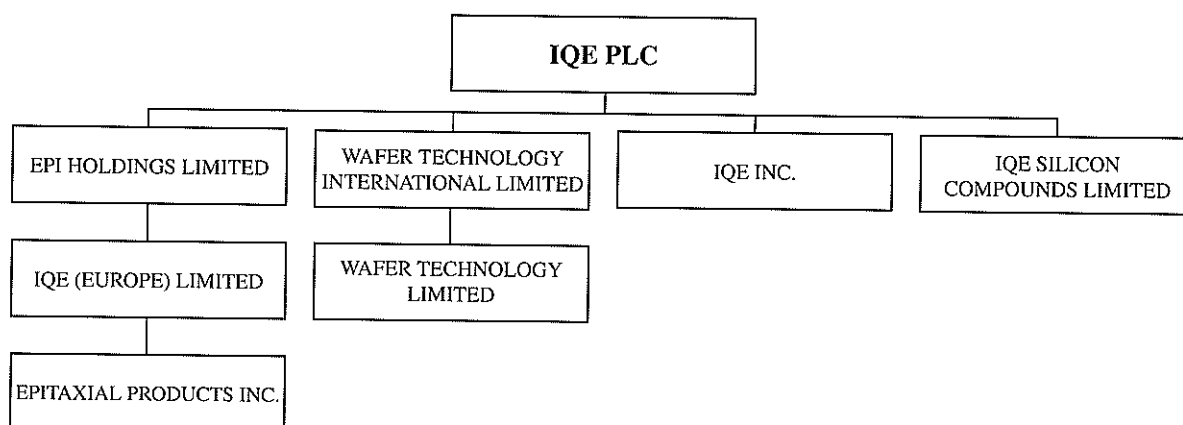 IQE PLC
EPI HOLDINGS LIMITED
WAFER TECHNOLOGY
INTERNATIONAL LIMITED
IQE INC.
IQE SILICON
COMPOUNDS LIMITED
IQE (EUROPE) LIMITED
WAFER TECHNOLOGY
LIMITED
EPITAXIAL PRODUCTS INC.